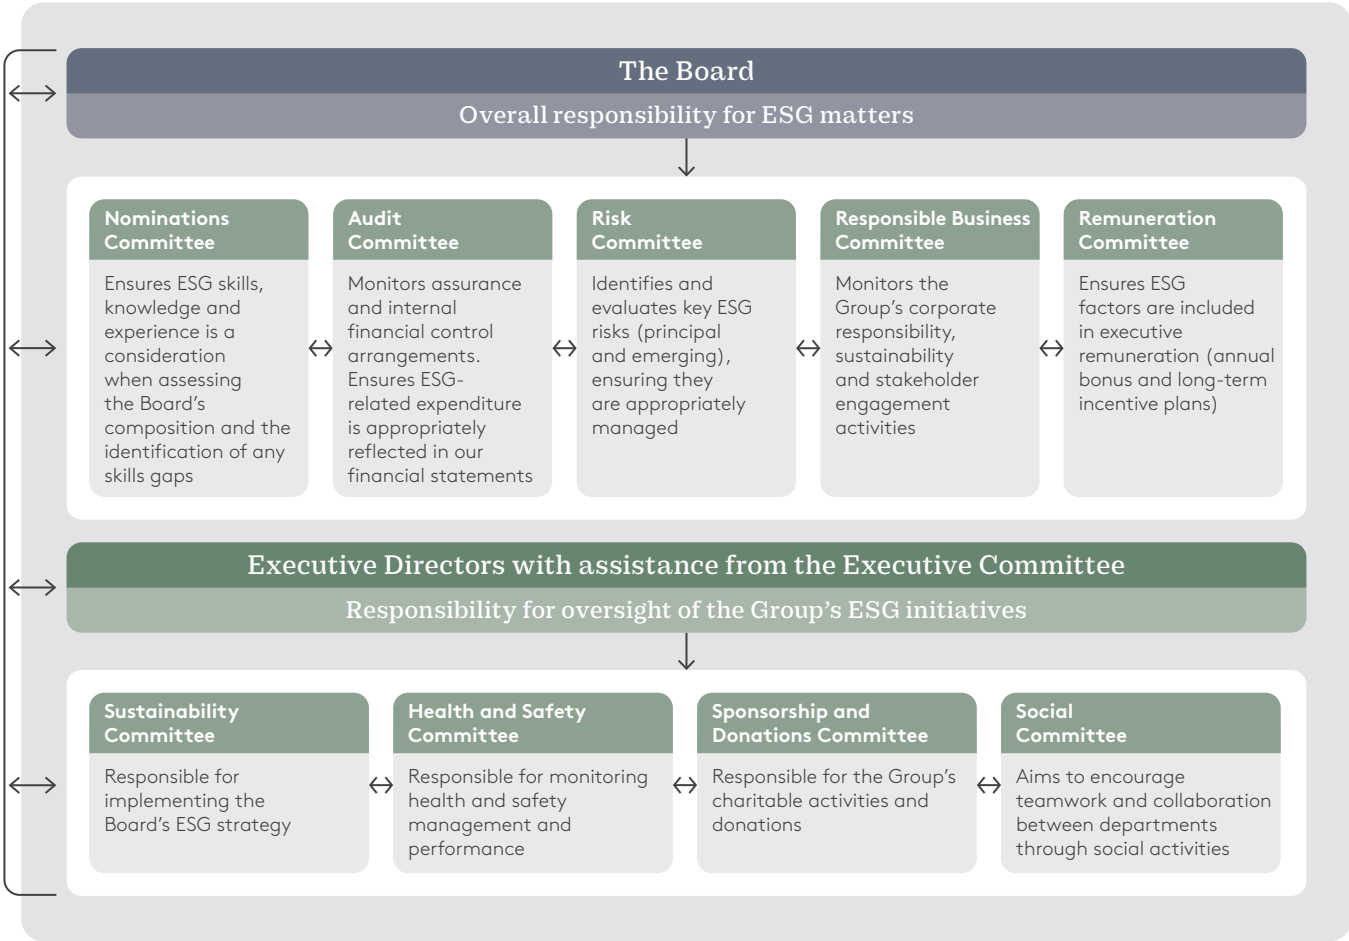 The Board
Overall responsibility for ESG matters
Nominations
Committee
Ensures ESG skills,
knowledge and
experience is a
consideration
when assessing
the Board’s
composition and the
identification of any
skills gaps
Audit
Committee
Monitors assurance
and internal
financial control
arrangements.
Ensures ESG-
related expenditure
is appropriately
reflected in our
financial statements
Risk
Committee
Identifies and
evaluates key ESG
risks (principal
and emerging),
ensuring they
are appropriately
managed
Responsible Business
Committee
Monitors the
Group’s corporate
responsibility,
sustainability
and stakeholder
engagement
activities
Remuneration
Committee
Ensures ESG
factors are included
in executive
remuneration (annual
bonus and long-term
incentive plans)
Executive Directors with assistance from the Executive Committee
Responsibility for oversight of the Group’s ESG initiatives
Sustainability
Committee
Responsible for
implementing the
Board’s ESG strategy
Health and Safety
Committee
Responsible for monitoring
health and safety
management and
performance
Sponsorship and
Donations Committee
Responsible for the Group’s
charitable activities and
donations
Social
Committee
Aims to encourage
teamwork and collaboration
between departments
through social activities